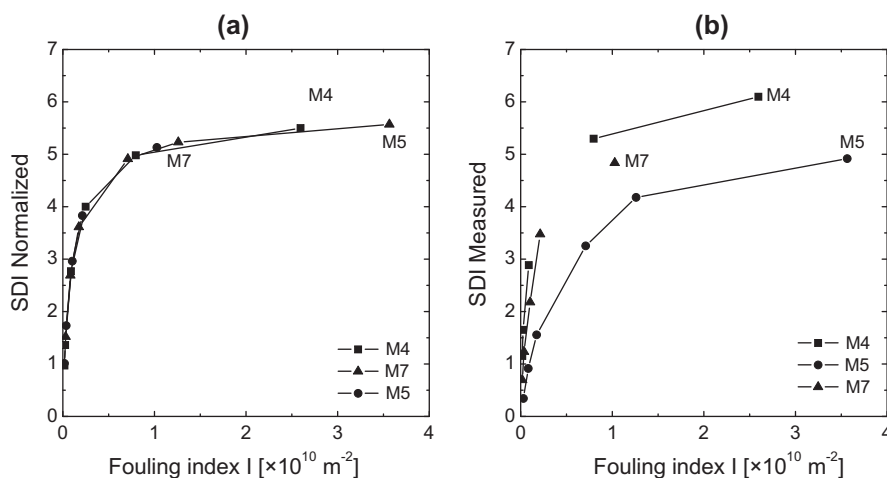 (a)
7
6
5
4
3
2
1
0
SDI Normalized
M4
M7
M5
M4
M7
M5
0 1 2 3 4
Fouling index I [×10¹⁰ m⁻²]
(b)
7
6
5
4
3
2
1
0
SDI Measured
M4
M5
M7
M4
M5
M7
0 1 2 3 4
Fouling index I [×10¹⁰ m⁻²]